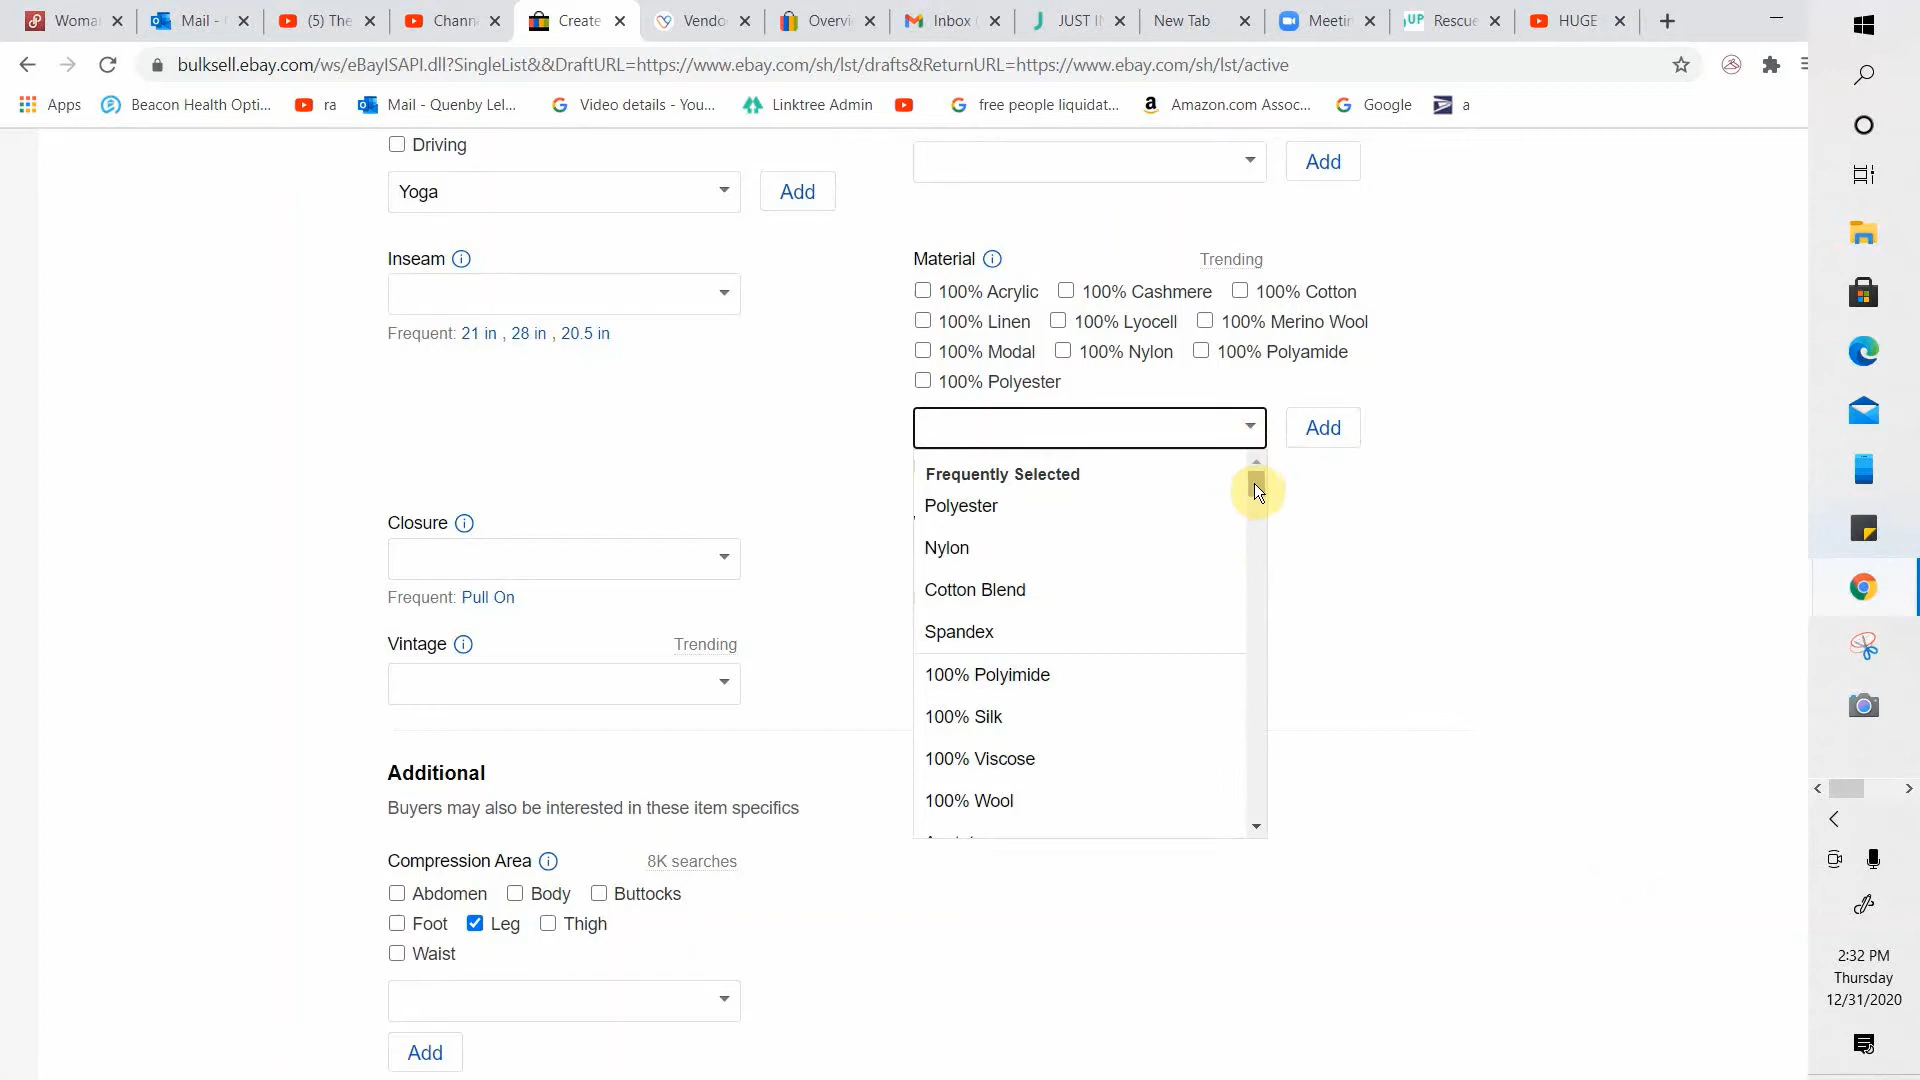 Woma
Mail -
(5) The
Chann
Create
Vendo
Overvi
Inbox
JUST I
New Tab
Meetin
UP Rescue
HUGE
bulksell.ebay.com/ws/eBayISAPI.dll?SingleList&&DraftURL=https://www.ebay.com/sh/lst/drafts&ReturnURL=https://www.ebay.com/sh/lst/active
Apps Beacon Health Opti... ra Mail - Quenby Lel... Video details - You... Linktree Admin free people liquidat... Amazon.com Assoc... Google a
Driving
Add
Yoga Add
Inseam
Frequent: 21 in , 28 in , 20.5 in
Material Trending
100% Acrylic 100% Cashmere 100% Cotton
100% Linen 100% Lyocell 100% Merino Wool
100% Modal 100% Nylon 100% Polyamide
100% Polyester
Add
Frequently Selected
Polyester
Nylon
Cotton Blend
Spandex
100% Polyimide
100% Silk
100% Viscose
100% Wool
Closure
Frequent: Pull On
Vintage Trending
Additional
Buyers may also be interested in these item specifics
Compression Area 8K searches
Abdomen Body Buttocks
Foot Leg Thigh
Waist
Add
2:32 PM
Thursday
12/31/2020